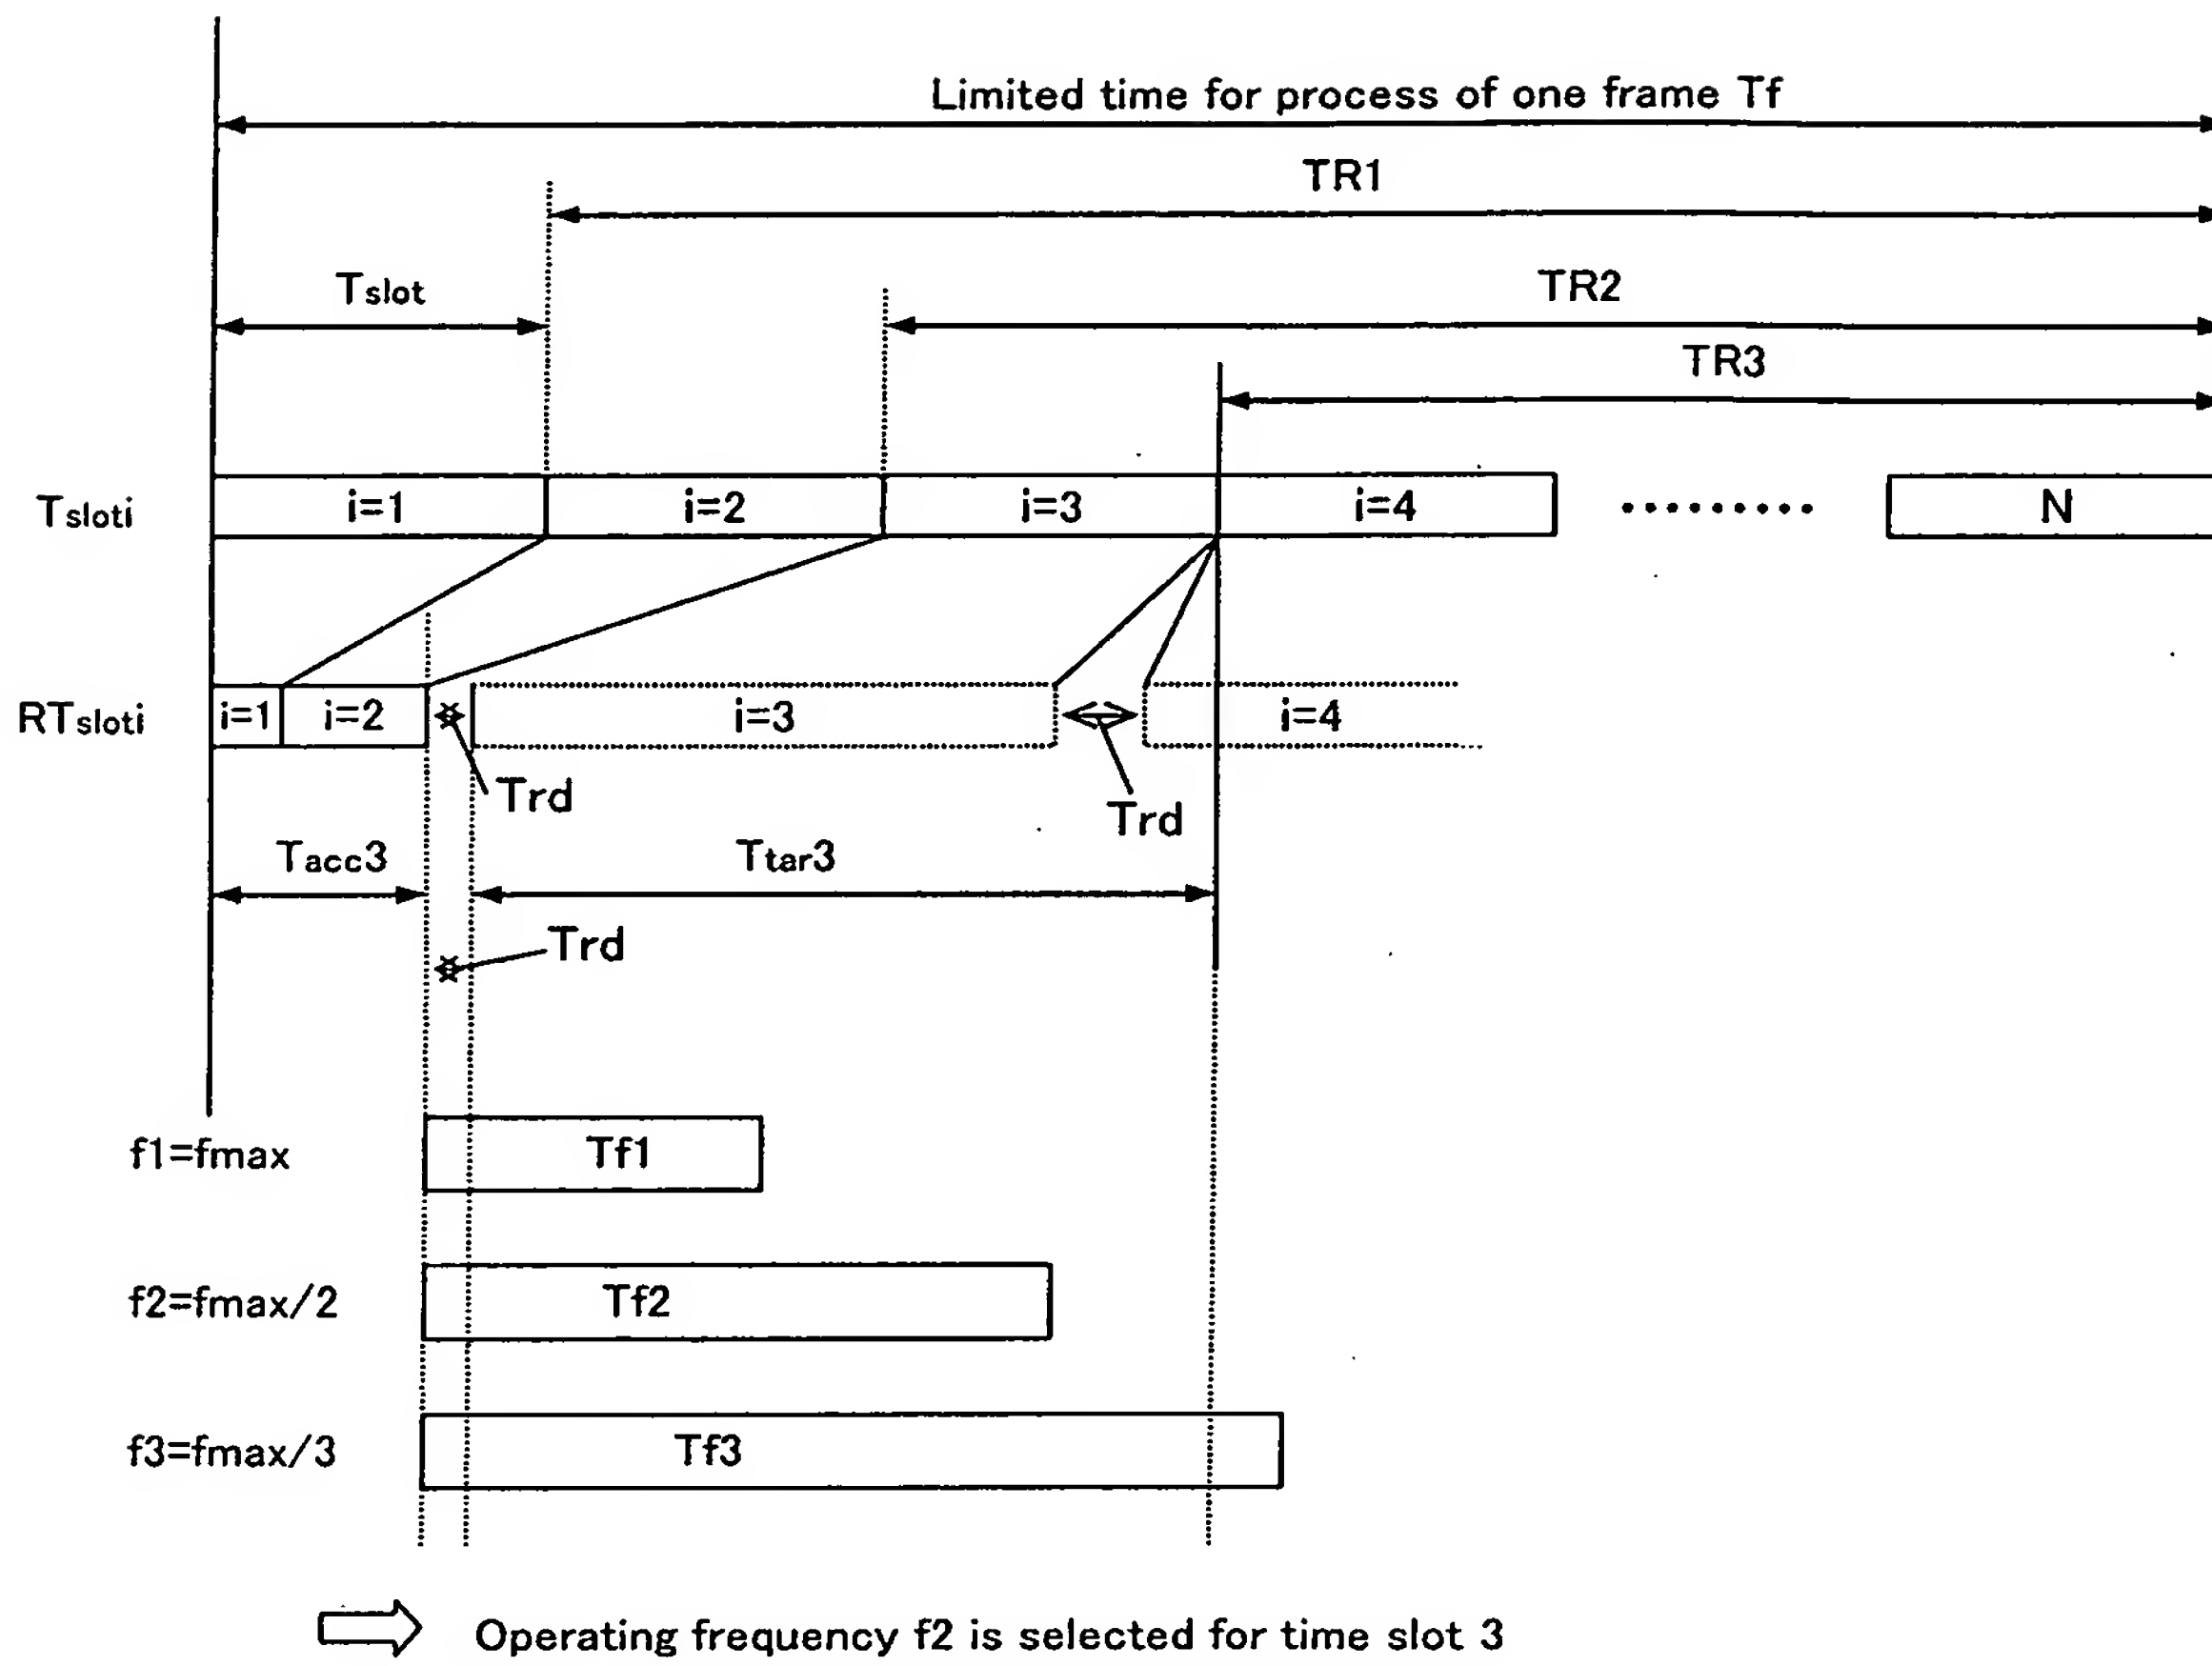 Limited time for process of one frame Tf
TR1
Tslot
TR2
TR3
Tsloti
i=1
i=2
i=3
i=4
N
RTsloti
i=1
i=2
i=3
i=4
Trd
Trd
Tacc3
Ttar3
Trd
f1=fmax
Tf1
f2=fmax/2
Tf2
f3=fmax/3
Tf3
Operating frequency f2 is selected for time slot 3